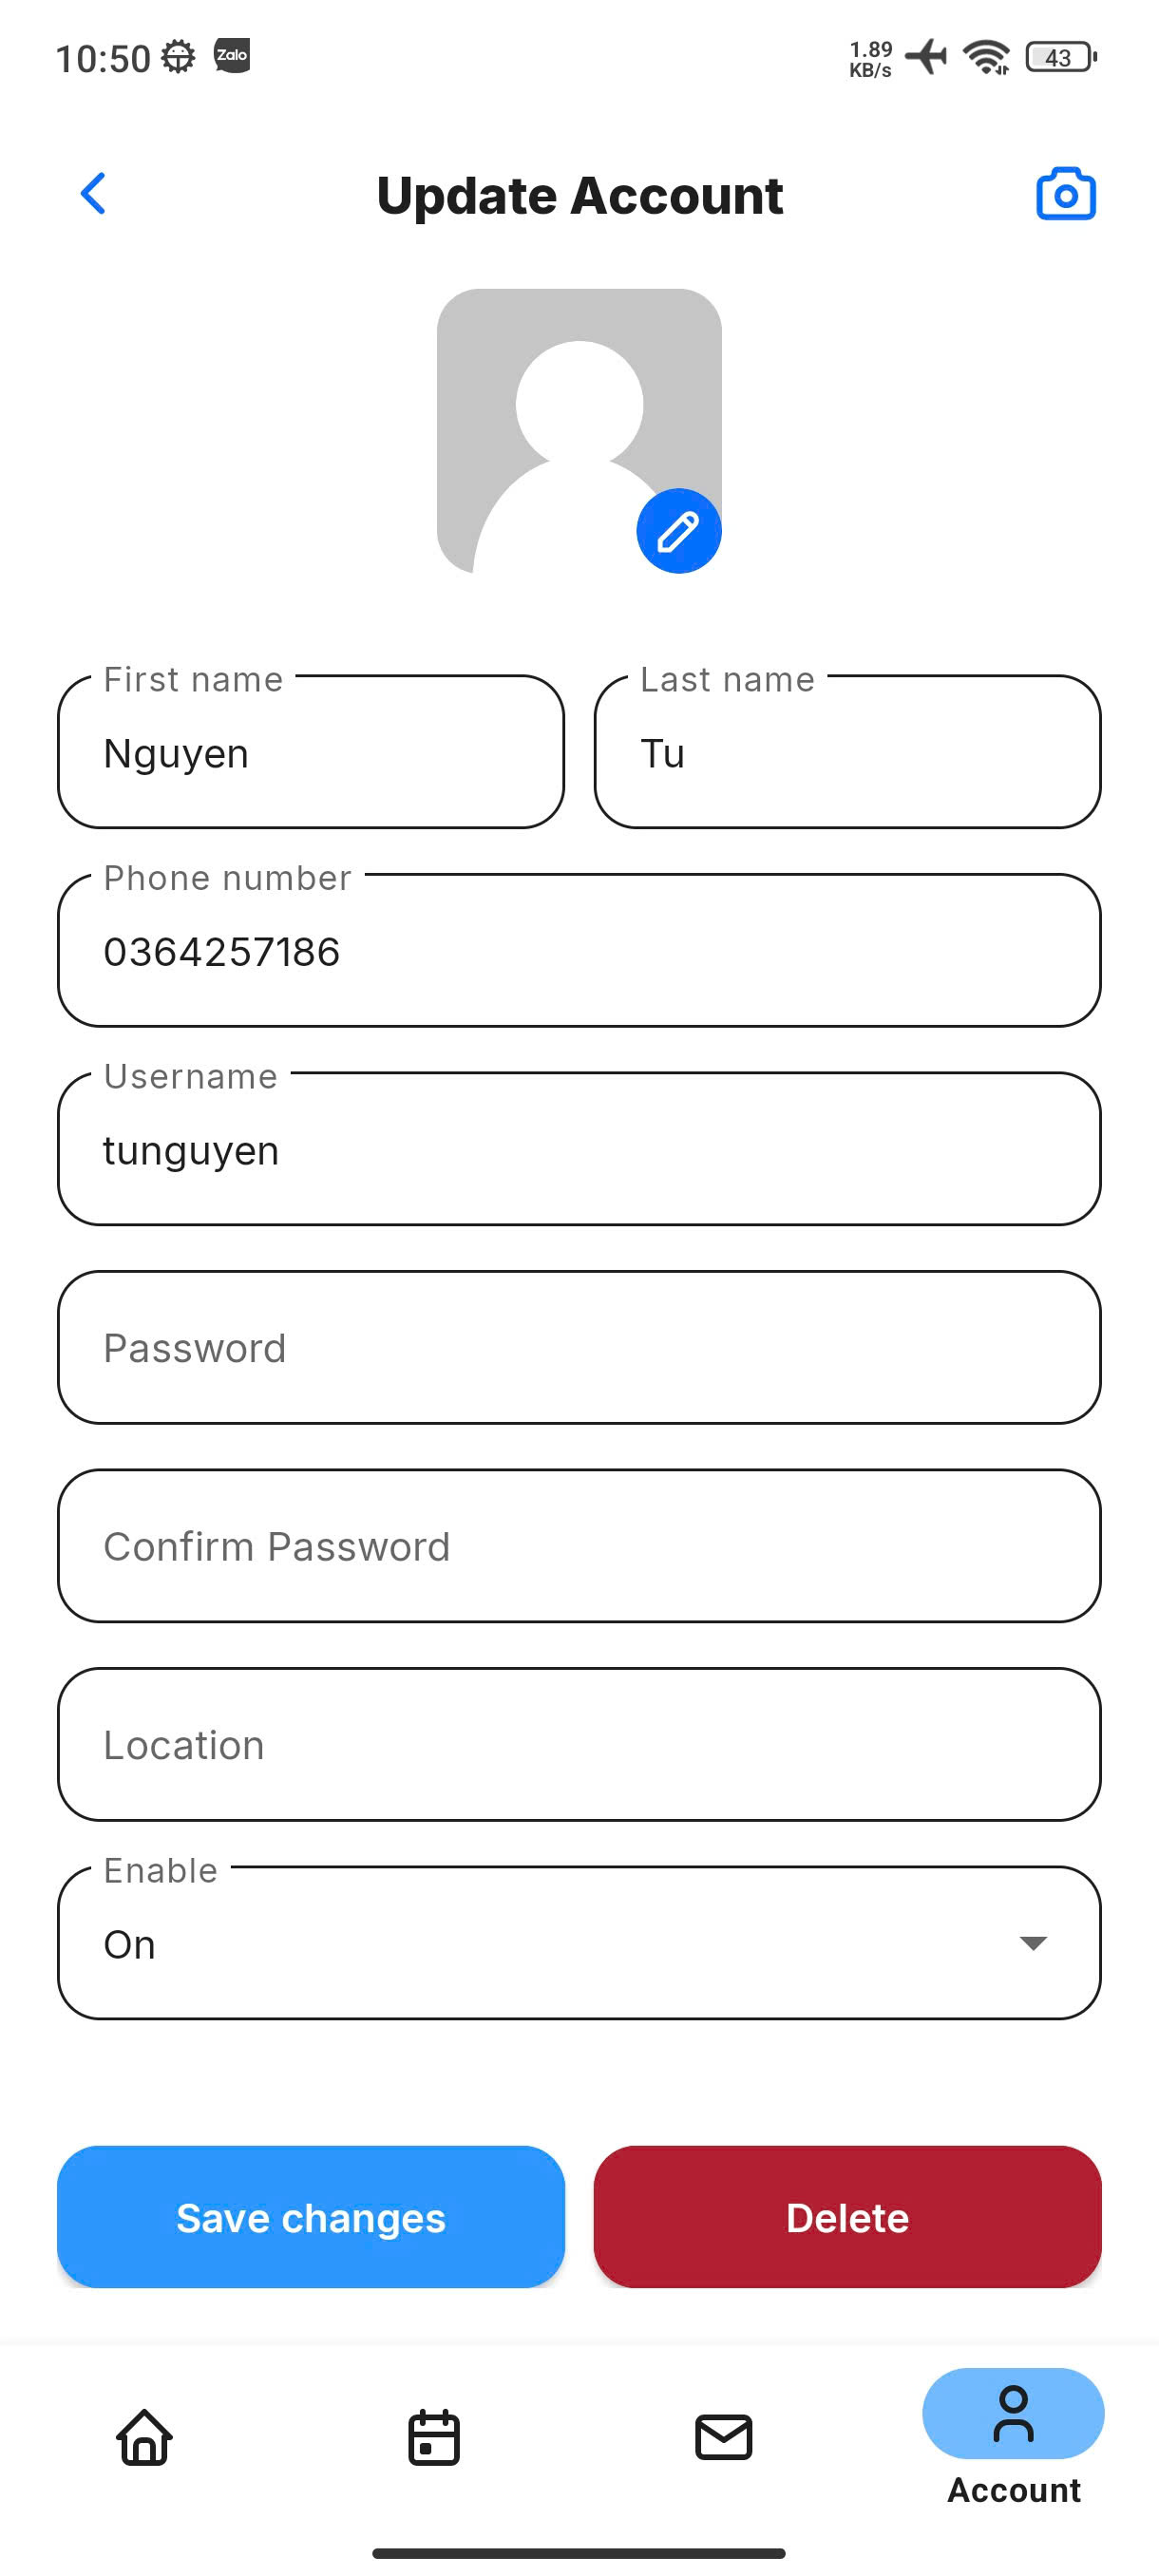 10:50 Zalo 1.89 KB/s 43
Update Account
First name Last name
Nguyen Tu
Phone number
0364257186
Username
tunguyen
Password
Confirm Password
Location
Enable
On
Save changes Delete
Account